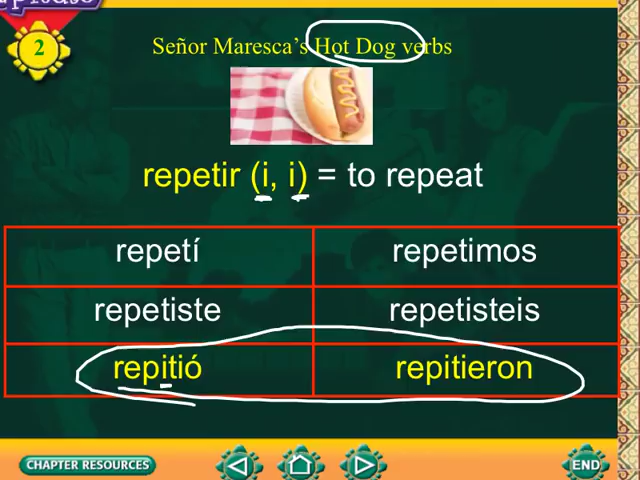 2
Señor Maresca's Hot Dog verbs
repetir (i, i) = to repeat
repetí repetimos
repetiste repetisteis
repitió repitieron
CHAPTER RESOURCES
END